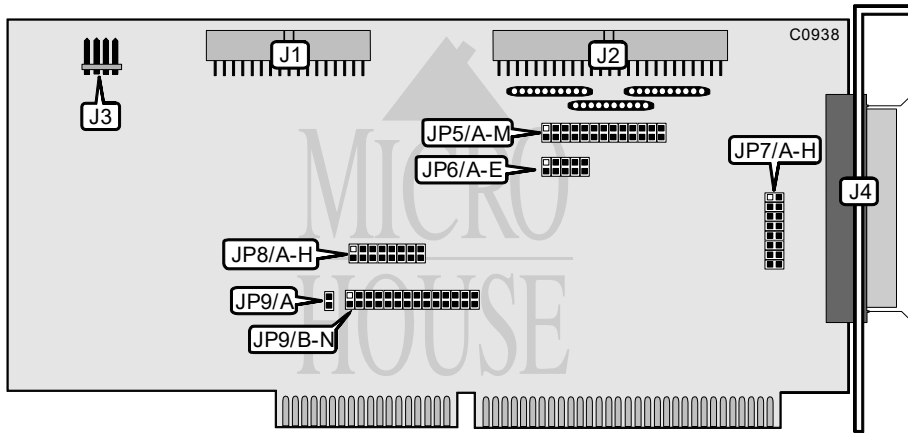 C0938
J1
J2
J3
JP5/A-M
JP7/A-H
JP6/A-E
J4
MICRO
JP8/A-H
JP9/A
HOUSE
JP9/B-N